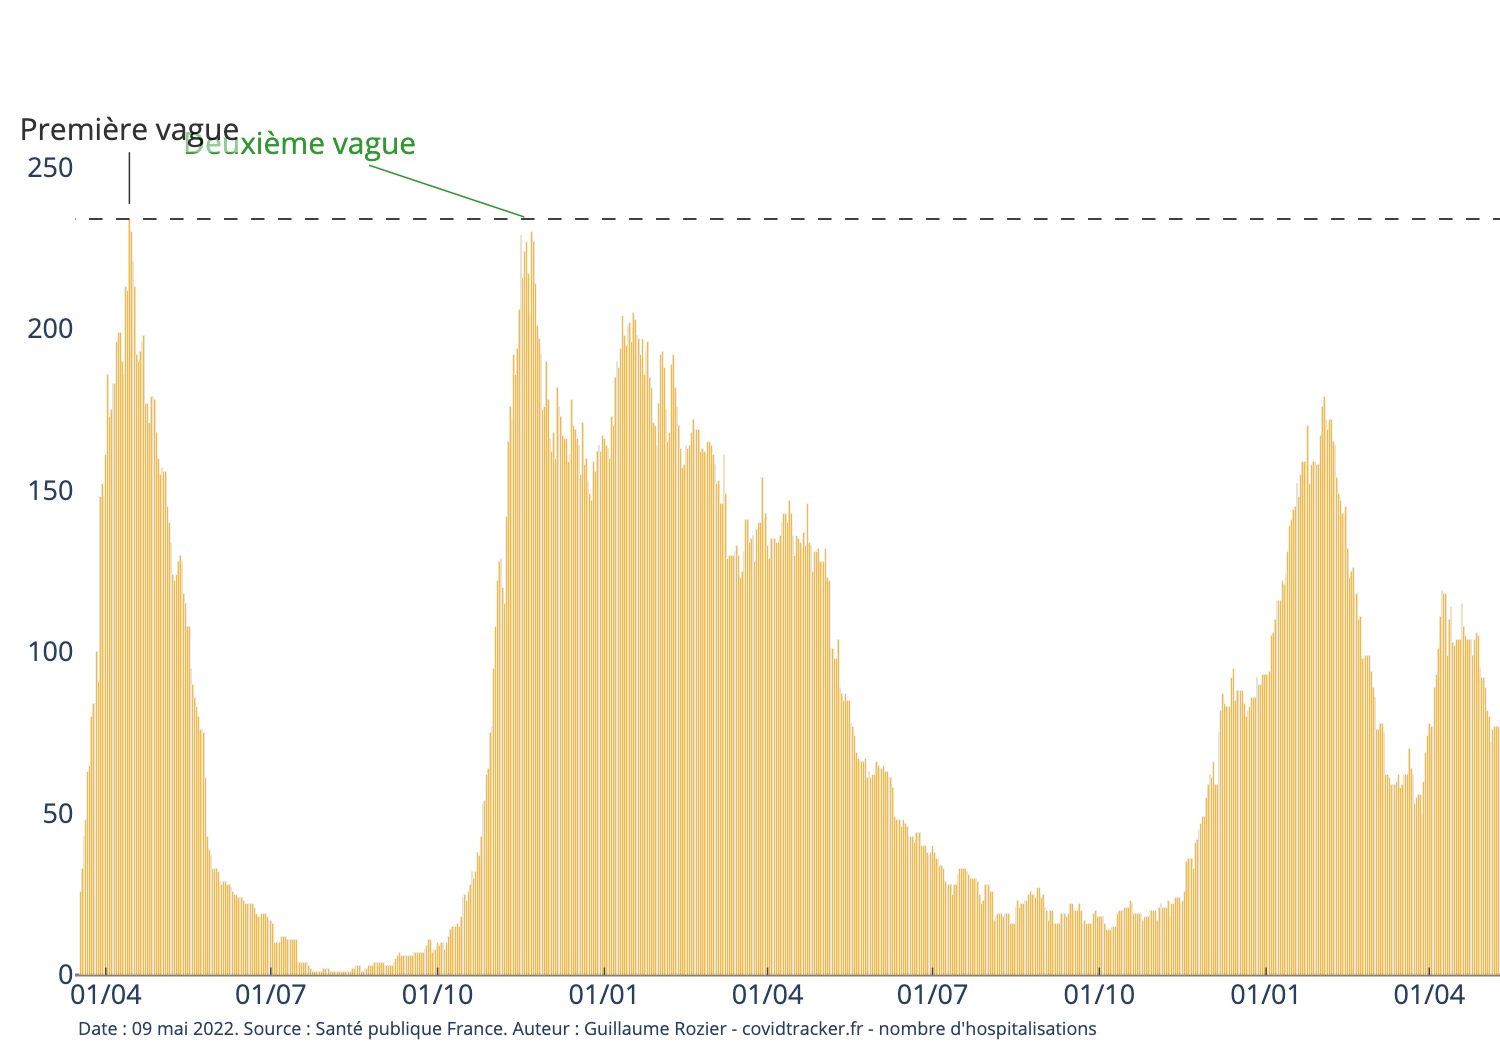 Première vague
Deuxième vague
250
200
150
100
50
0
01/04 01/07 01/10 01/01 01/04 01/07 01/10 01/01 01/04
Date : 09 mai 2022. Source : Santé publique France. Auteur : Guillaume Rozier - covidtracker.fr - nombre d'hospitalisations